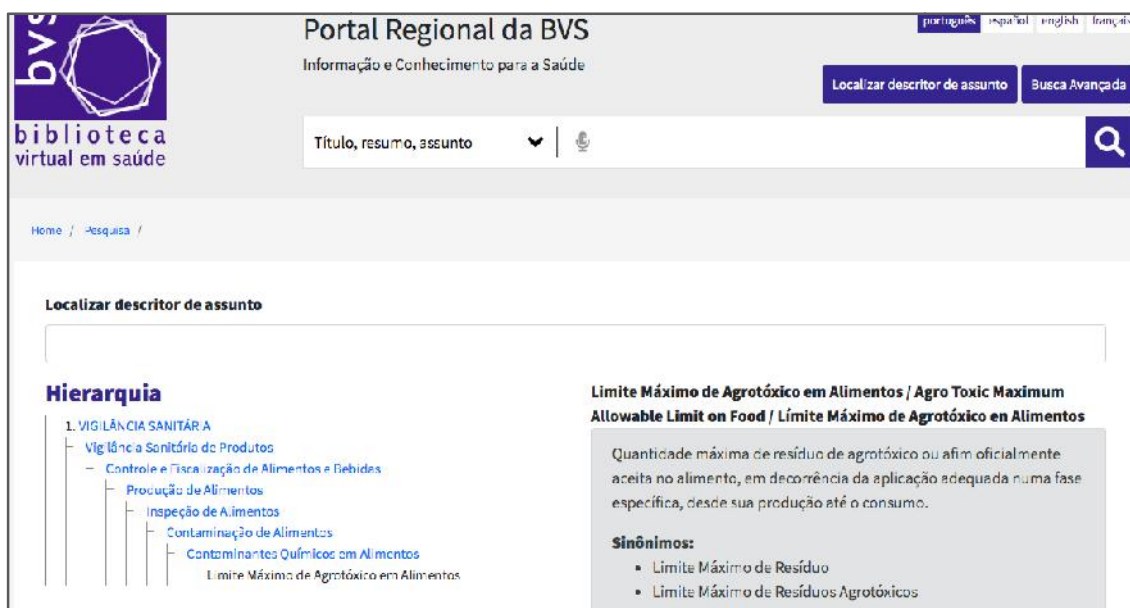 bvs
biblioteca
virtual em saúde
Portal Regional da BVS
Informação e Conhecimento para a Saúde
português español english français
Localizar descritor de assunto Busca Avançada
Título, resumo, assunto
Home / Pesquisa /
Localizar descritor de assunto
Hierarquia
1. VIGILÂNCIA SANITÁRIA
Vigilância Sanitária de Produtos
Controle e Fiscalização de Alimentos e Bebidas
Produção de Alimentos
Inspeção de Alimentos
Contaminação de Alimentos
Contaminantes Químicos em Alimentos
Limite Máximo de Agrotóxico em Alimentos
Limite Máximo de Agrotóxico em Alimentos / Agro Toxic Maximum
Allowable Limit on Food / Límite Máximo de Agrotóxico en Alimentos
Quantidade máxima de resíduo de agrotóxico ou afim oficialmente
aceita no alimento, em decorrência da aplicação adequada numa fase
específica, desde sua produção até o consumo.
Sinônimos:
• Limite Máximo de Resíduo
• Limite Máximo de Resíduos Agrotóxicos